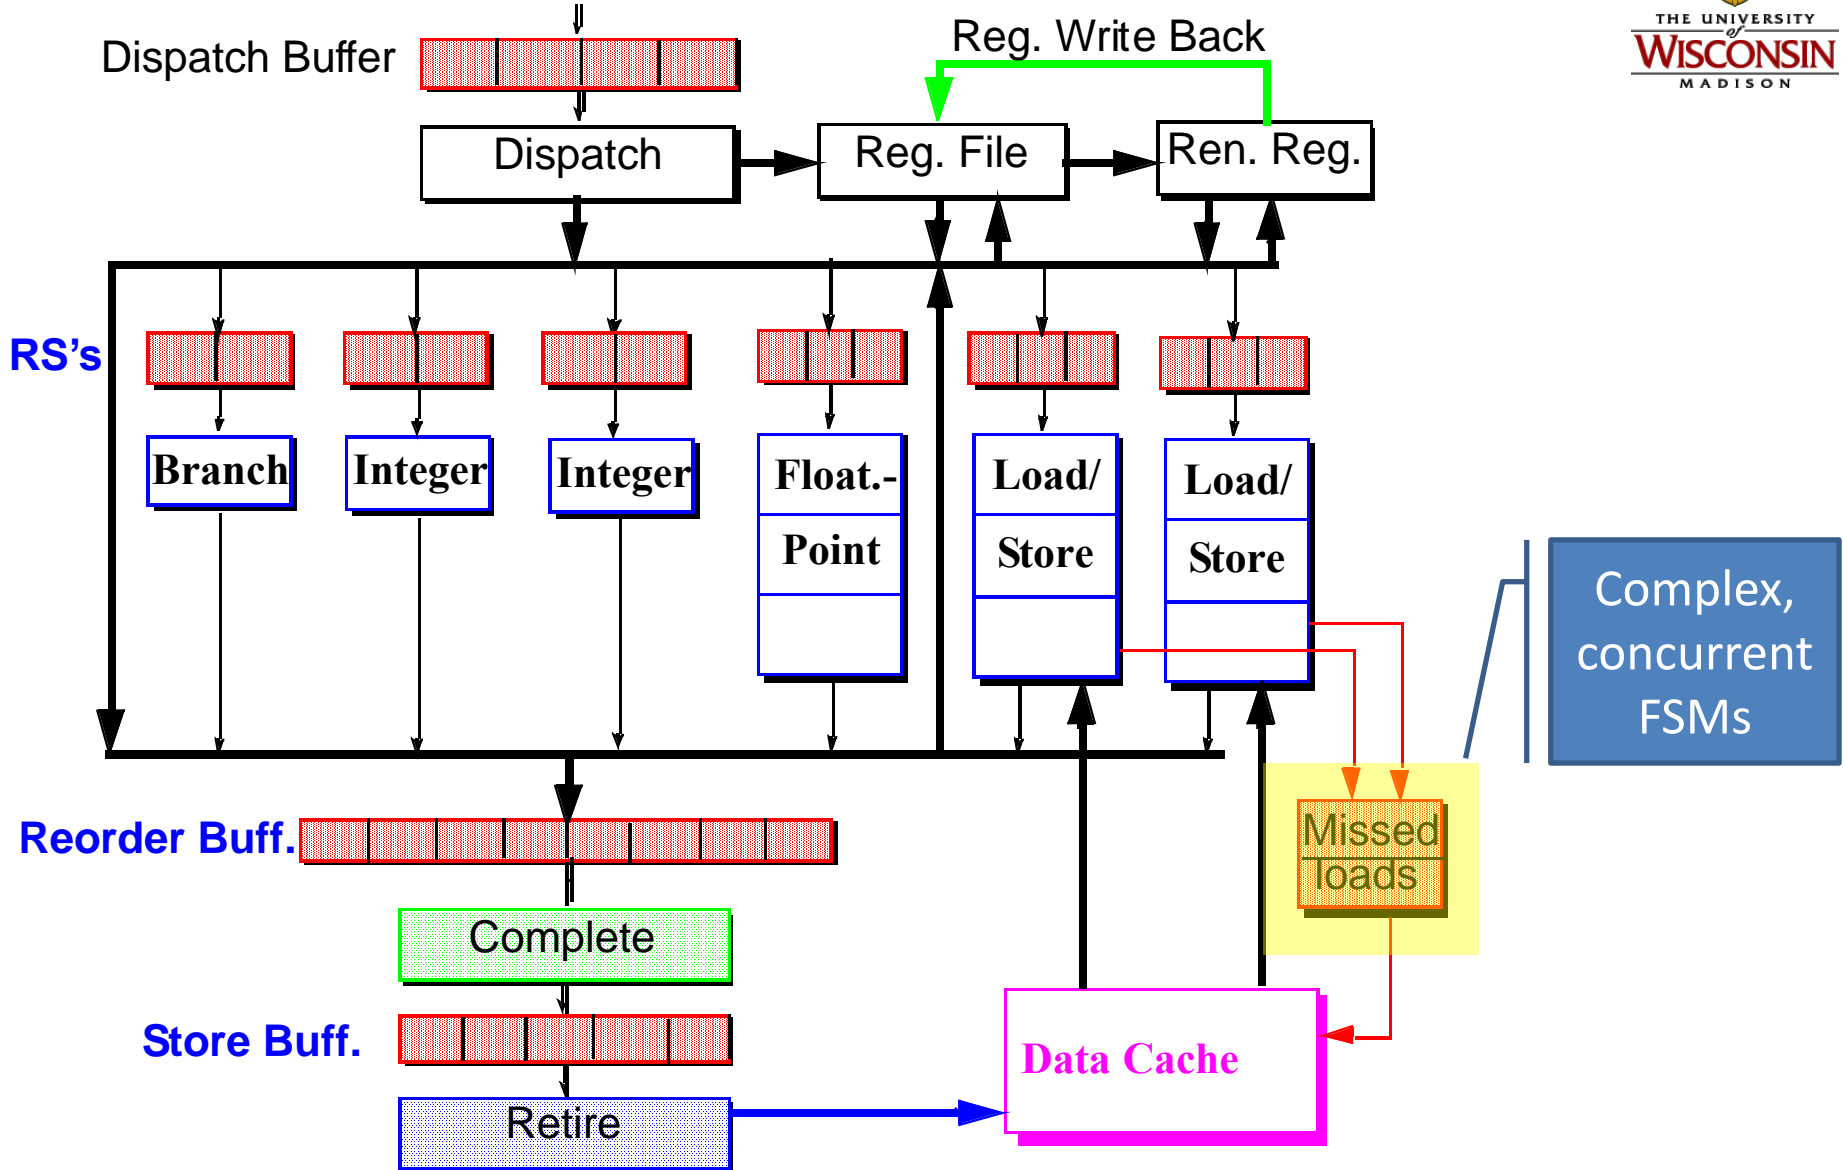 Dispatch Buffer
Reg. Write Back
THE UNIVERSITY
of
WISCONSIN
MADISON
Dispatch
Reg. File
Ren. Reg.
RS’s
Branch
Integer
Integer
Float.-
Point
Load/
Store
Load/
Store
Complex,
concurrent
FSMs
Reorder Buff.
Missed
loads
Complete
Store Buff.
Data Cache
Retire